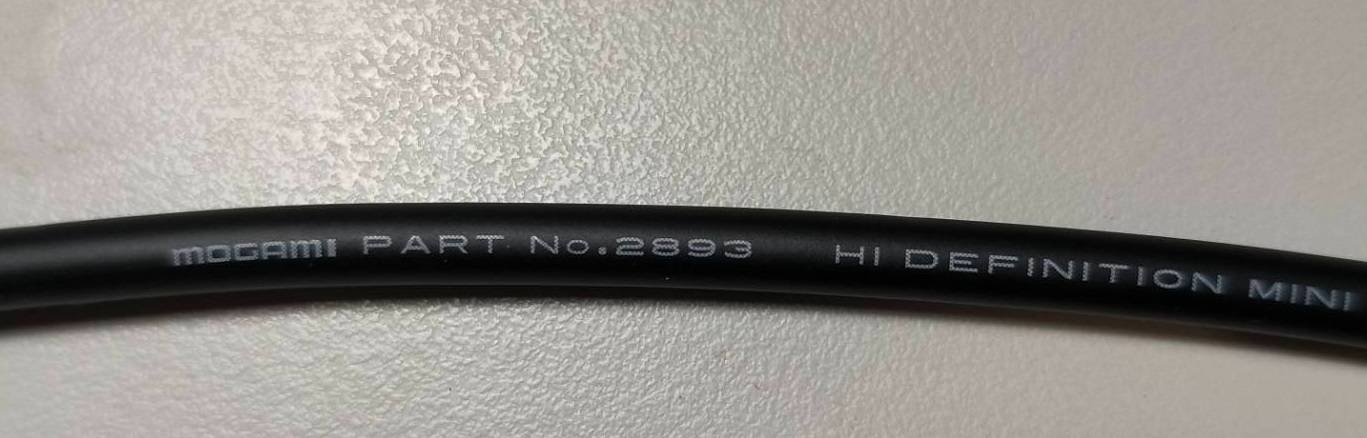 MOGAMI PART No.2893 HI DEFINITION MINI